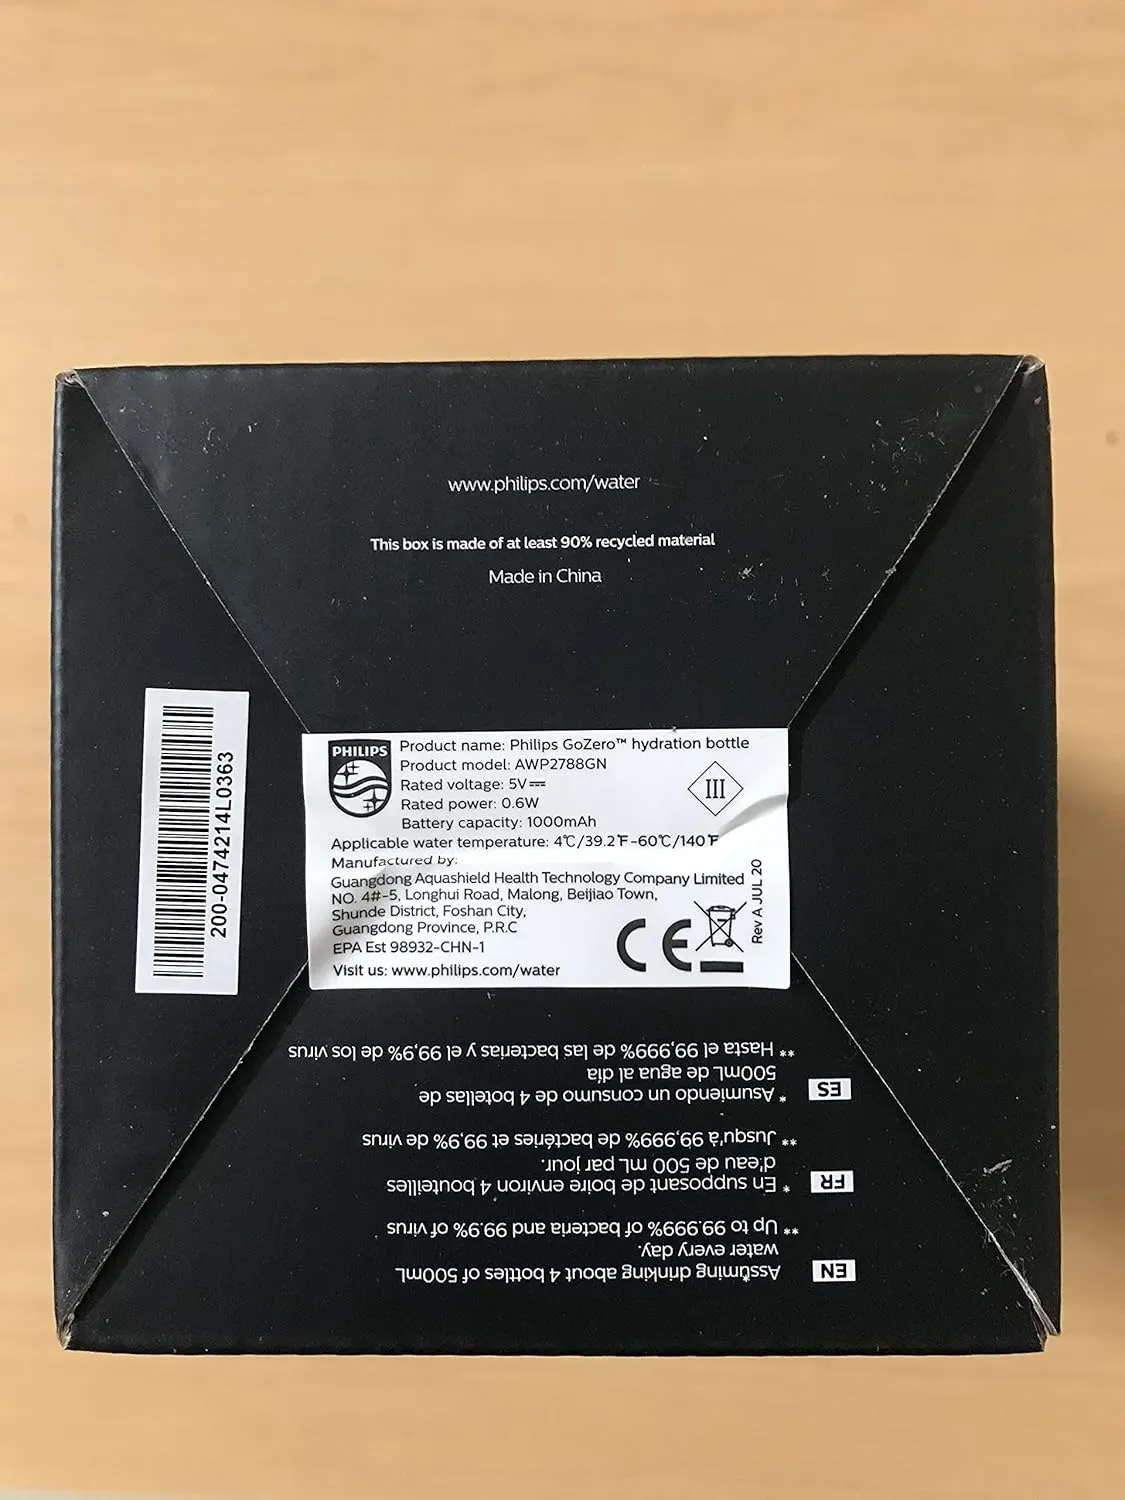 www.philips.com/water
This box is made of at least 90% recycled material
Made in China
200-0474214L0363
PHILIPS
Product name: Philips GoZero™ hydration bottle
Product model: AWP2788GN
Rated voltage: 5V⎓
Rated power: 0.6W
Battery capacity: 1000mAh
III
Applicable water temperature: 4℃/39.2℉-60℃/140℉
Manufactured by:
Guangdong Aquashield Health Technology Company Limited
NO. 4#-5, Longhui Road, Malong, Beijiao Town,
Shunde District, Foshan City,
Guangdong Province, P.R.C
EPA Est 98932-CHN-1
Visit us: www.philips.com/water
CE
Rev A JUL 20
EN
* Assuming drinking about 4 bottles of 500mL
water every day.
** Up to 99.999% of bacteria and 99.9% of virus
FR
* En supposant de boire environ 4 bouteilles
d'eau de 500 mL par jour.
** Jusqu'à 99,999% de bactéries et 99,9% de virus
ES
* Asumiendo un consumo de 4 botellas de
500mL de agua al día
** Hasta el 99,999% de las bacterias y el 99,9% de los virus